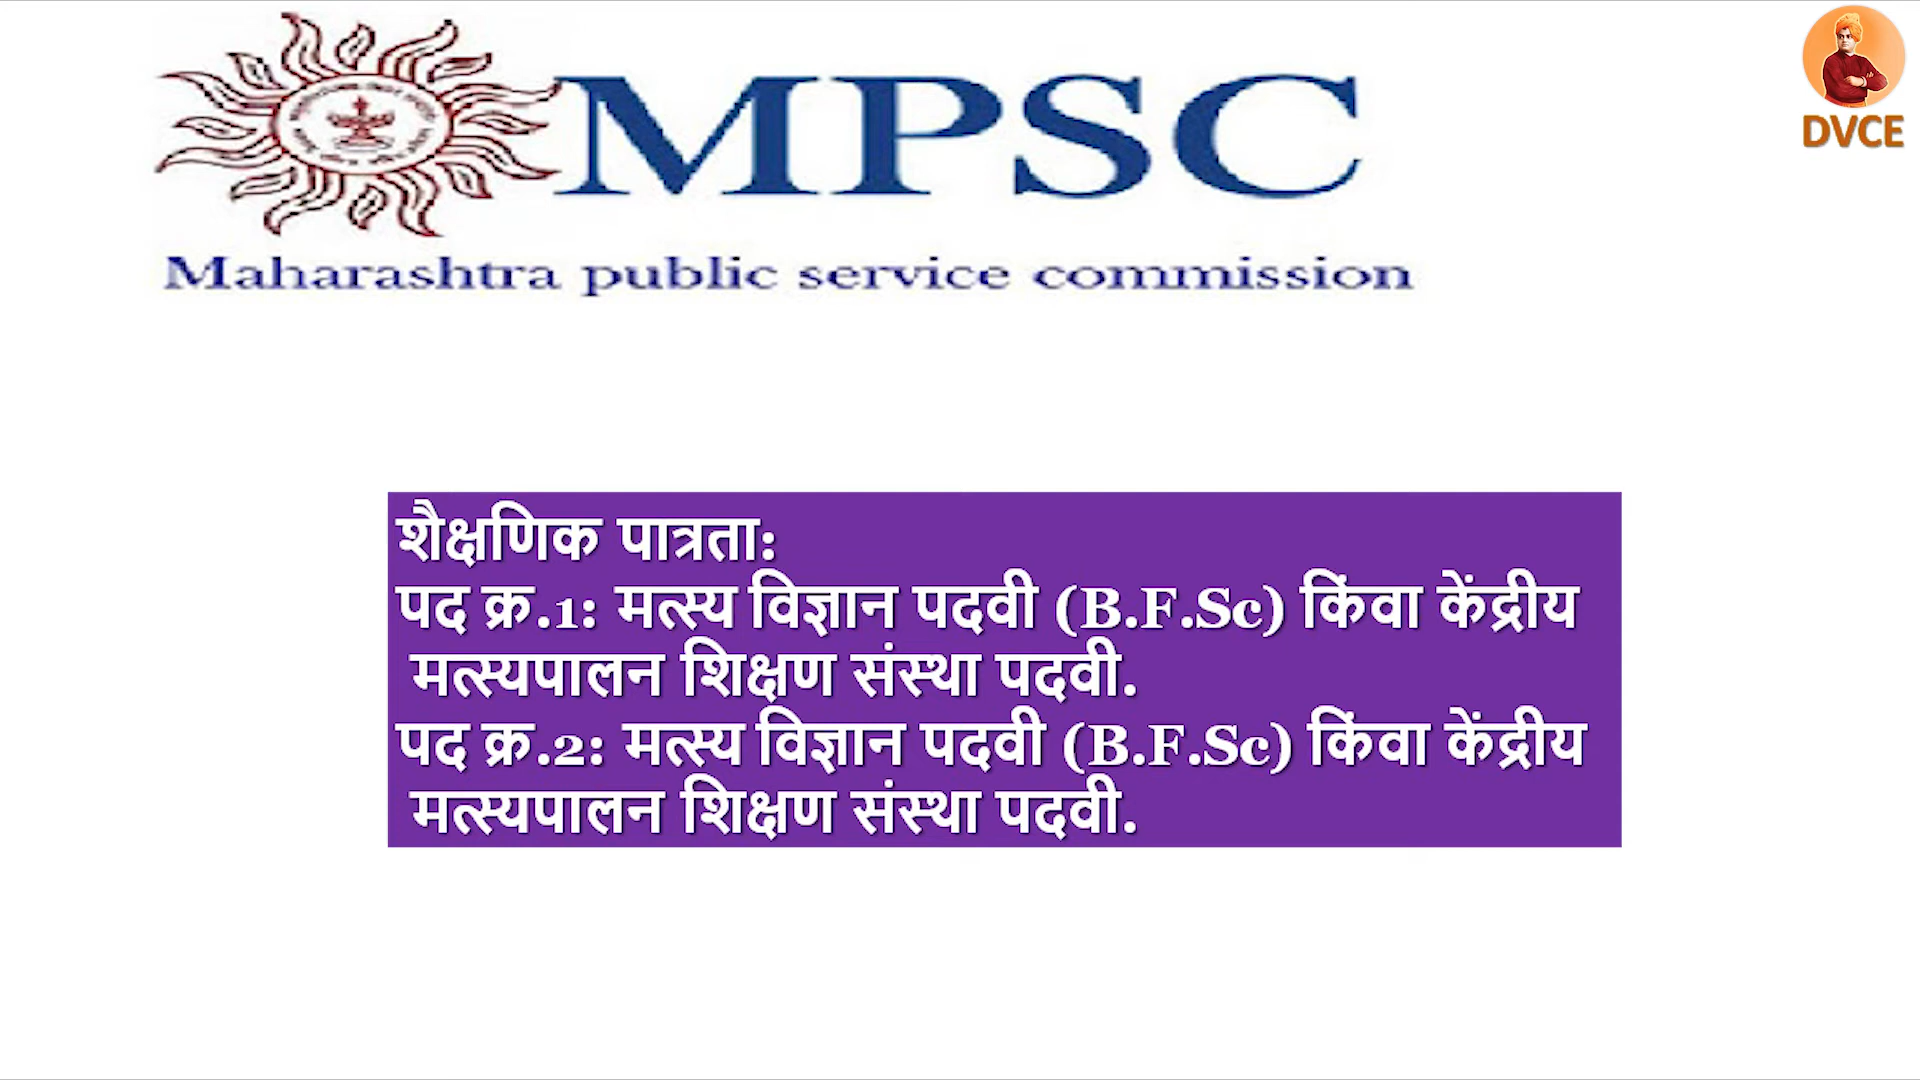 MPSC
Maharashtra public service commission
DVCE
शैक्षणिक पात्रता:
पद क्र.1: मत्स्य विज्ञान पदवी (B.F.Sc) किंवा केंद्रीय
मत्स्यपालन शिक्षण संस्था पदवी.
पद क्र.2: मत्स्य विज्ञान पदवी (B.F.Sc) किंवा केंद्रीय
मत्स्यपालन शिक्षण संस्था पदवी.